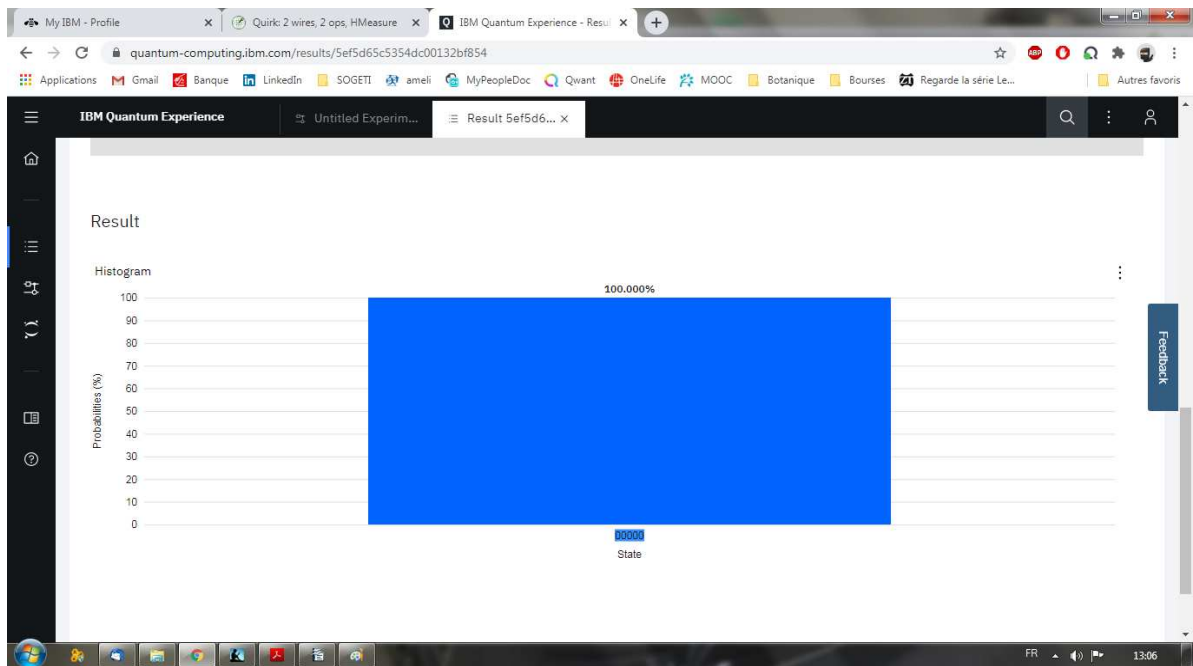 My IBM - Profile
Quirk: 2 wires, 2 ops, HMeasure
IBM Quantum Experience - Resu
quantum-computing.ibm.com/results/5ef5d65c5354dc00132bf854
ABP
Applications
Gmail
Banque
LinkedIn
SOGETI
ameli
MyPeopleDoc
Qwant
OneLife
MOOC
Botanique
Bourses
Regarde la série Le...
Autres favoris
IBM Quantum Experience
Untitled Experim...
Result 5ef5d6...
Result
Histogram
100.000%
100
90
80
70
60
50
40
30
20
10
0
Probabilities (%)
00000
State
Feedback
FR
13:06